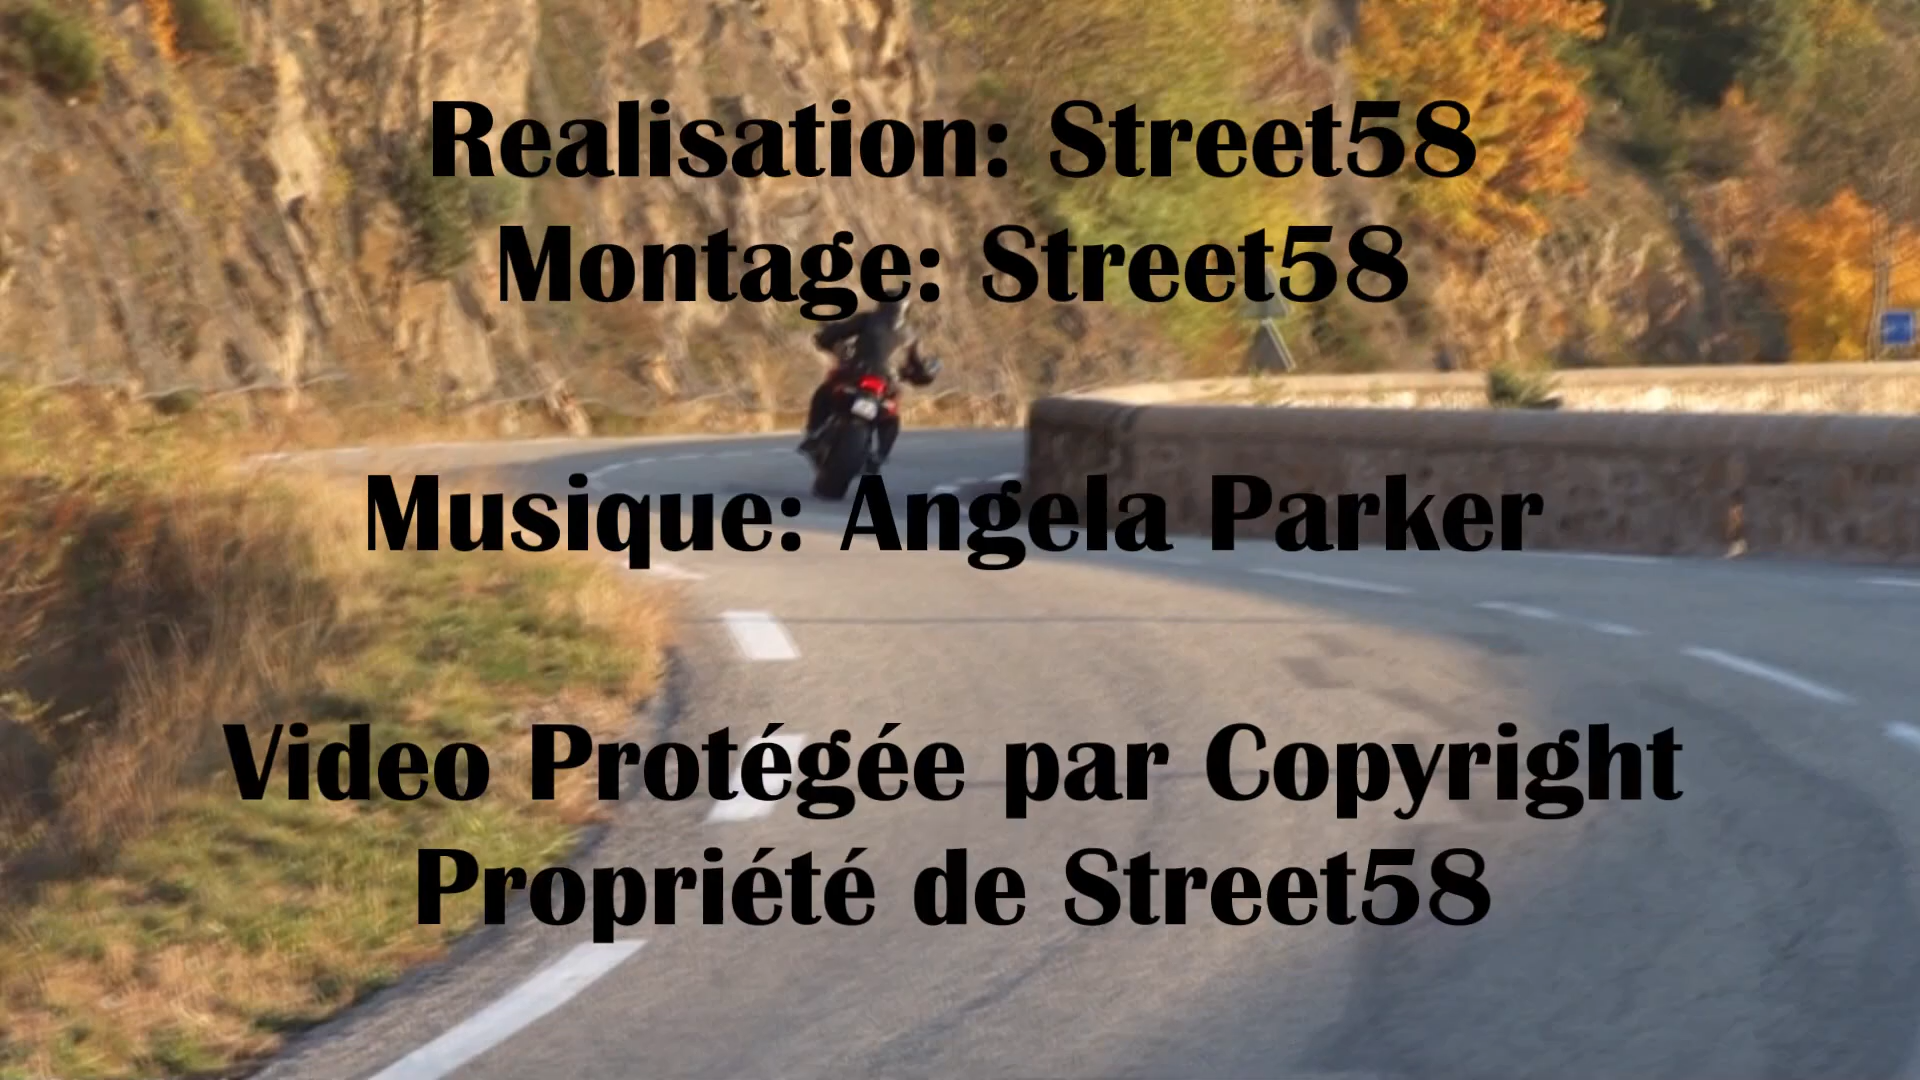 Realisation: Street58
Montage: Street58
Musique: Angela Parker
Video Protégée par Copyright
Propriété de Street58